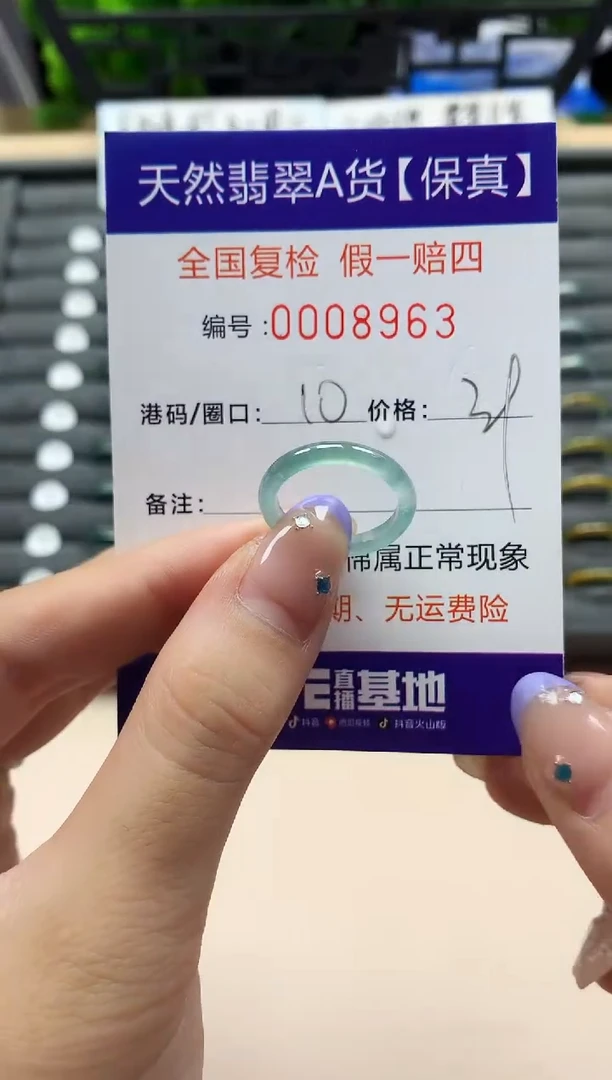 天然翡翠A货【保真】
全国复检 假一赔四
编号:0008963
港码/圈口: 10 价格:
备注:
属正常现象
期、无运费险
直播基地
抖音 抖音火山版